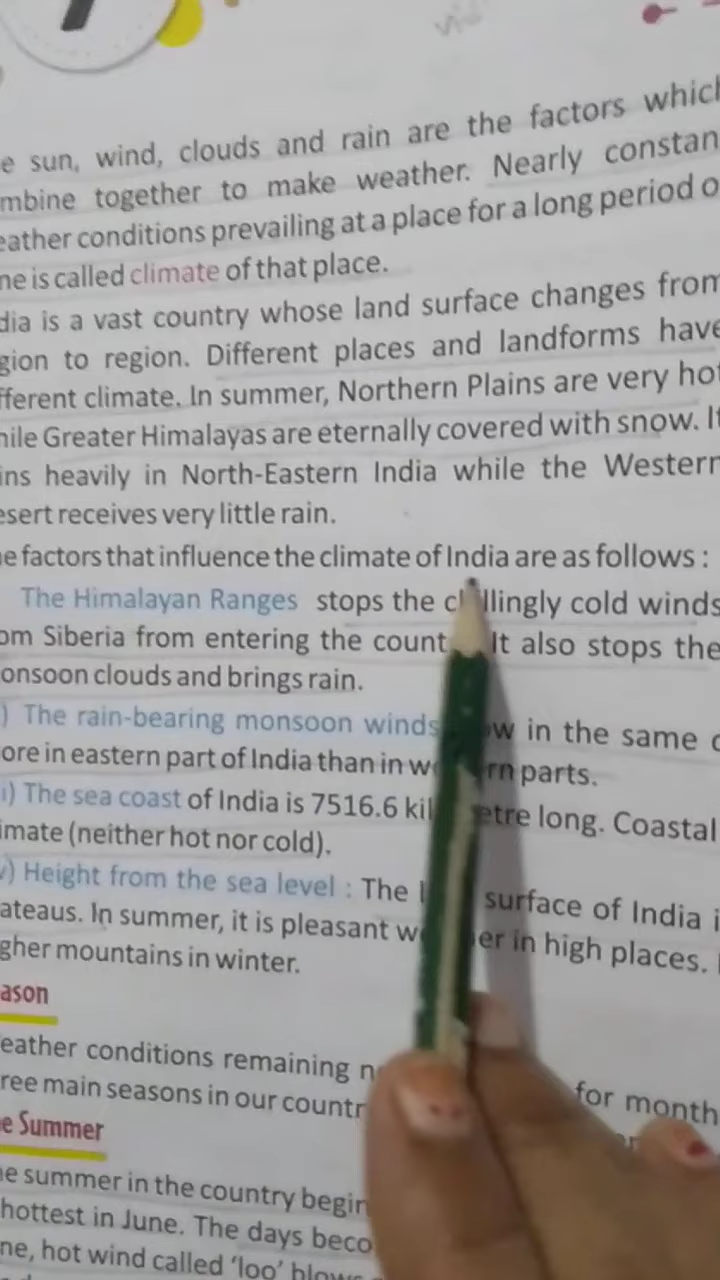 e sun, wind, clouds and rain are the factors which
mbine together to make weather. Nearly constan
eather conditions prevailing at a place for a long period o
ne is called climate of that place.
dia is a vast country whose land surface changes from
gion to region. Different places and landforms have
fferent climate. In summer, Northern Plains are very hot
hile Greater Himalayas are eternally covered with snow. It
ins heavily in North-Eastern India while the Western
esert receives very little rain.
e factors that influence the climate of India are as follows :
The Himalayan Ranges stops the ch llingly cold winds
om Siberia from entering the count It also stops the
onsoon clouds and brings rain.
) The rain-bearing monsoon winds ow in the same
ore in eastern part of India than in w rn parts.
i) The sea coast of India is 7516.6 kil etre long. Coastal
imate (neither hot nor cold).
v) Height from the sea level : The l surface of India i
ateaus. In summer, it is pleasant we er in high places.
gher mountains in winter.
ason
eather conditions remaining n for month
ree main seasons in our countr
e Summer
e summer in the country begin
hottest in June. The days beco
ne, hot wind called 'loo' blows